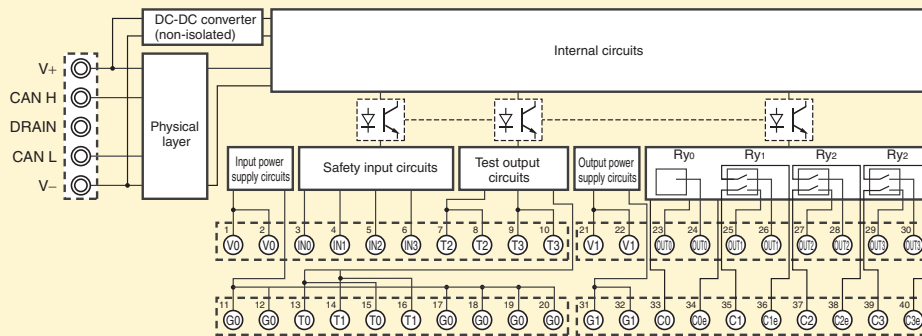 DC-DC converter
(non-isolated)
Internal circuits
V+
CAN H
DRAIN
CAN L
V–
Physical
layer
Input power
supply circuits
Safety input circuits
Test output
circuits
Output power
supply circuits
Ry0 Ry1 Ry2 Ry2
1 2 3 4 5 6 7 8 9 10 21 22 23 24 25 26 27 28 29 30
V0 V0 IN0 IN1 IN2 IN3 T2 T2 T3 T3 V1 V1 OUT0 OUT0 OUT1 OUT1 OUT2 OUT2 OUT3 OUT3
11 12 13 14 15 16 17 18 19 20 31 32 33 34 35 36 37 38 39 40
G0 G0 T0 T1 T0 T1 G0 G0 G0 G0 G1 G1 C0 C0e C1 C1e C2 C2e C3 C3e